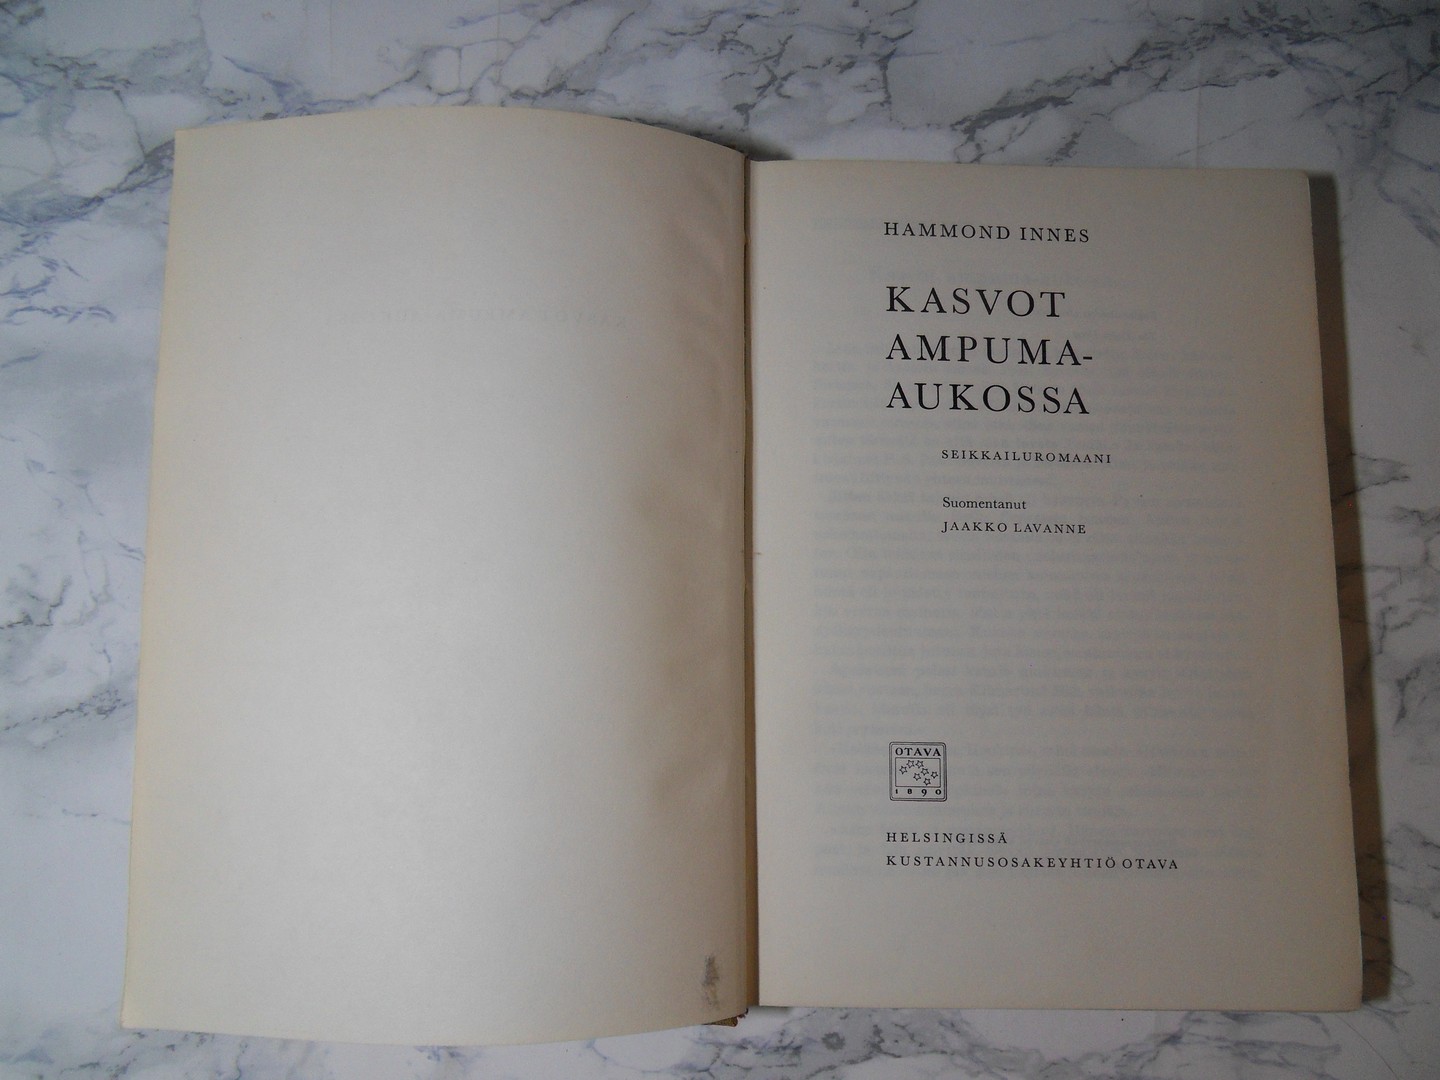 HAMMOND INNES
KASVOT
AMPUMA-
AUKOSSA
SEIKKAILUROMAANI
Suomentanut
JAAKKO LAVANNE
OTAVA
1890
HELSINGISSÄ
KUSTANNUSOSAKEYHTIÖ OTAVA